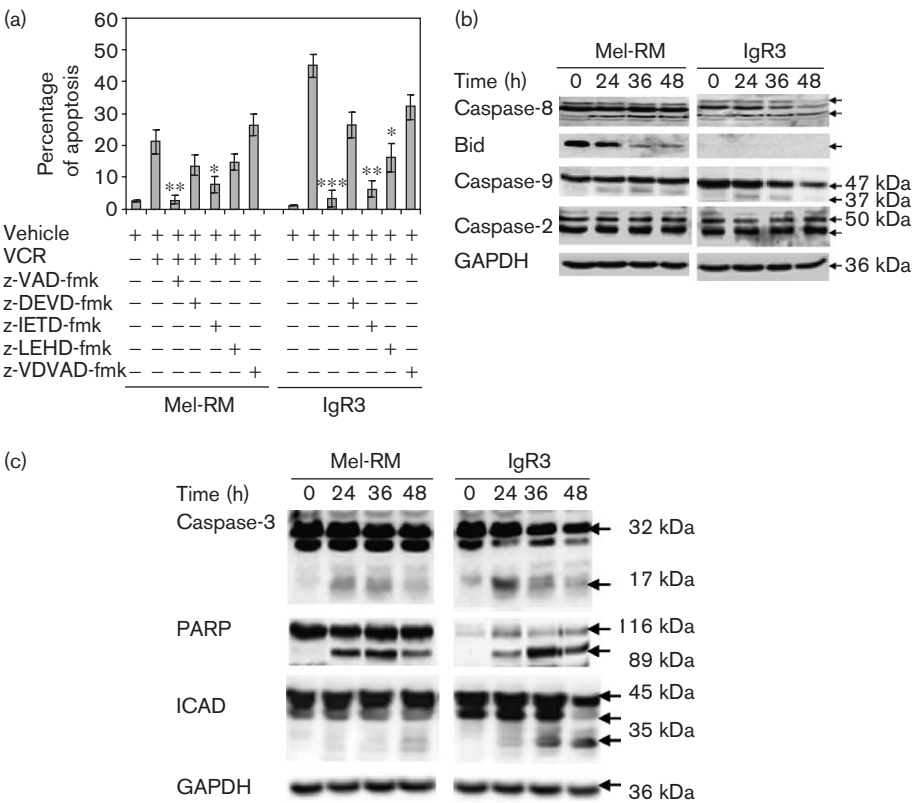 (a)
60
50
40
30
20
10
0
Percentage
of apoptosis
** * *** ** *
Vehicle + + + + + + + + + + + + + +
VCR − + + + + + + − + + + + + +
z-VAD-fmk − − + − − − − − − + − − − −
z-DEVD-fmk − − − + − − − − − − + − − −
z-IETD-fmk − − − − + − − − − − − + − −
z-LEHD-fmk − − − − − + − − − − − − + −
z-VDVAD-fmk − − − − − − + − − − − − − +
Mel-RM IgR3
(b)
Mel-RM IgR3
Time (h) 0 24 36 48 0 24 36 48
Caspase-8
Bid
Caspase-9 47 kDa
37 kDa
Caspase-2 50 kDa
GAPDH 36 kDa
(c)
Mel-RM IgR3
Time (h) 0 24 36 48 0 24 36 48
Caspase-3 32 kDa
17 kDa
PARP 116 kDa
89 kDa
ICAD 45 kDa
35 kDa
GAPDH 36 kDa